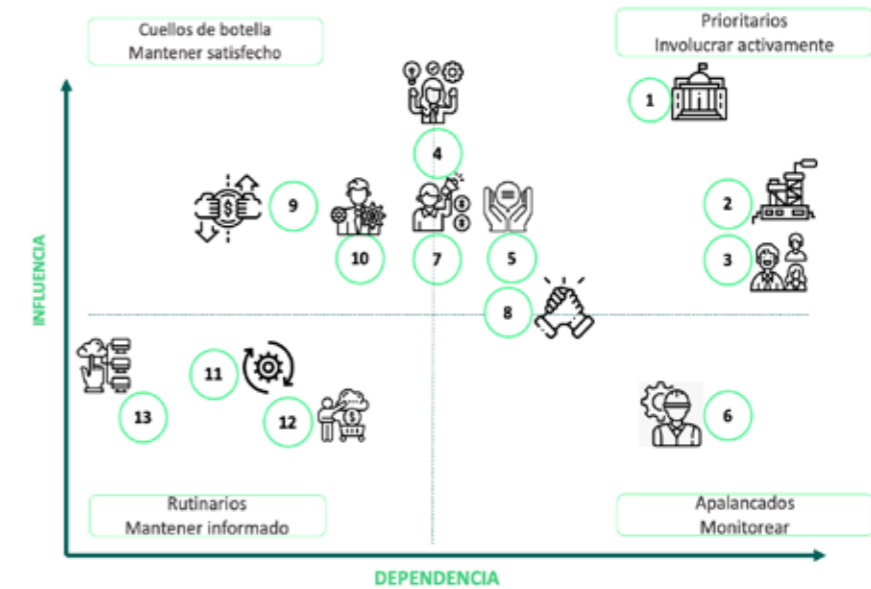 Cuellos de botella
Mantener satisfecho
Prioritarios
Involucrar activamente
1
4
2
9
10
7
5
3
8
INFLUENCIA
11
13
12
6
Rutinarios
Mantener informado
Apalancados
Monitorear
DEPENDENCIA